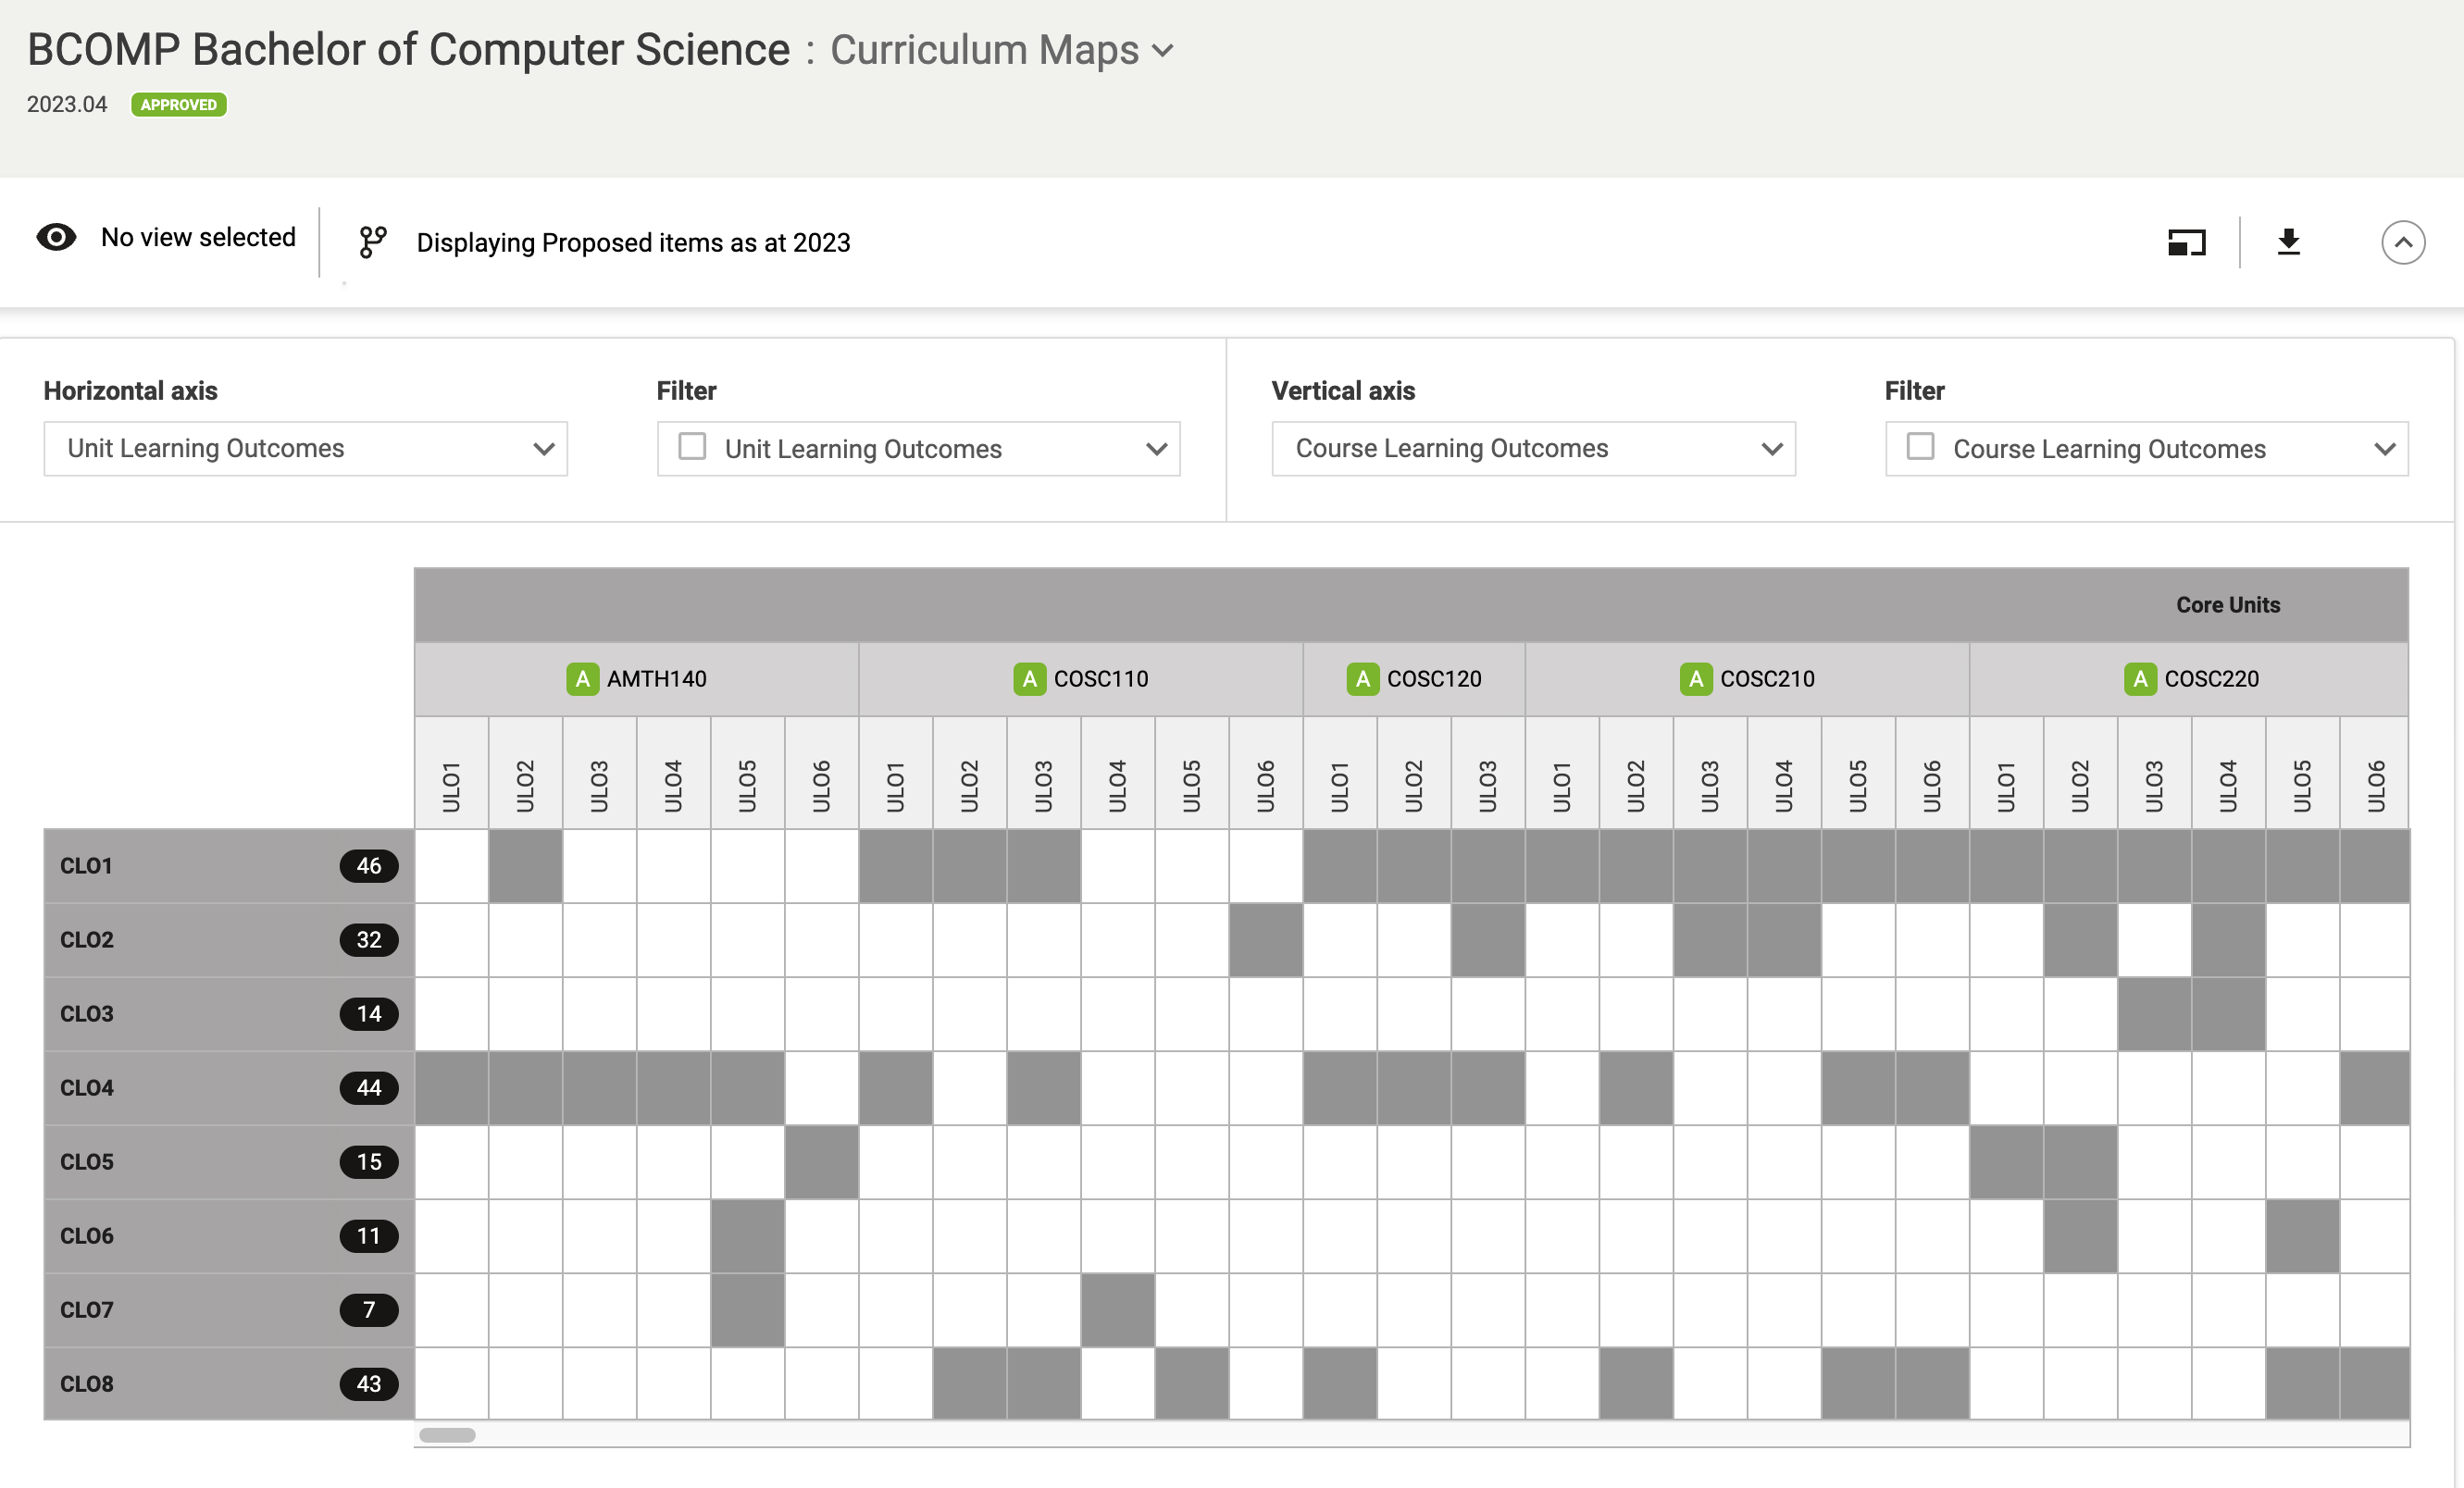 BCOMP Bachelor of Computer Science : Curriculum Maps
2023.04 APPROVED
No view selected
Displaying Proposed items as at 2023
Horizontal axis
Filter
Vertical axis
Filter
Unit Learning Outcomes
Unit Learning Outcomes
Course Learning Outcomes
Course Learning Outcomes
Core Units
A AMTH140
A COSC110
A COSC120
A COSC210
A COSC220
ULO1 ULO2 ULO3 ULO4 ULO5 ULO6 ULO1 ULO2 ULO3 ULO4 ULO5 ULO6 ULO1 ULO2 ULO3 ULO1 ULO2 ULO3 ULO4 ULO5 ULO6 ULO1 ULO2 ULO3 ULO4 ULO5 ULO6
CLO1 46
CLO2 32
CLO3 14
CLO4 44
CLO5 15
CLO6 11
CLO7 7
CLO8 43